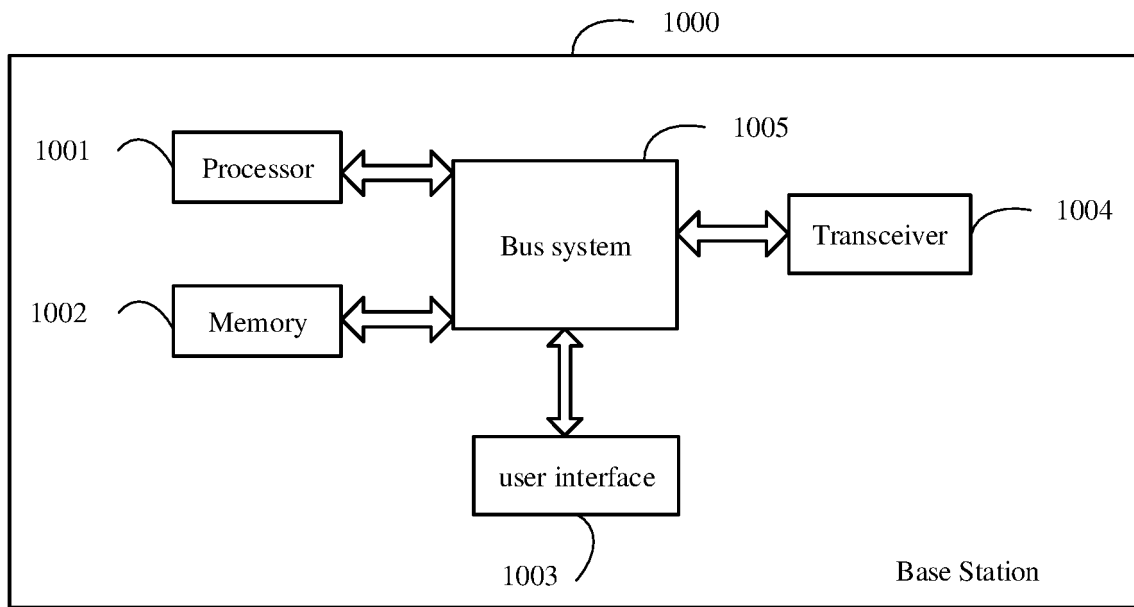 1000
1005
1001
Processor
1004
Transceiver
Bus system
1002
Memory
user interface
1003
Base Station